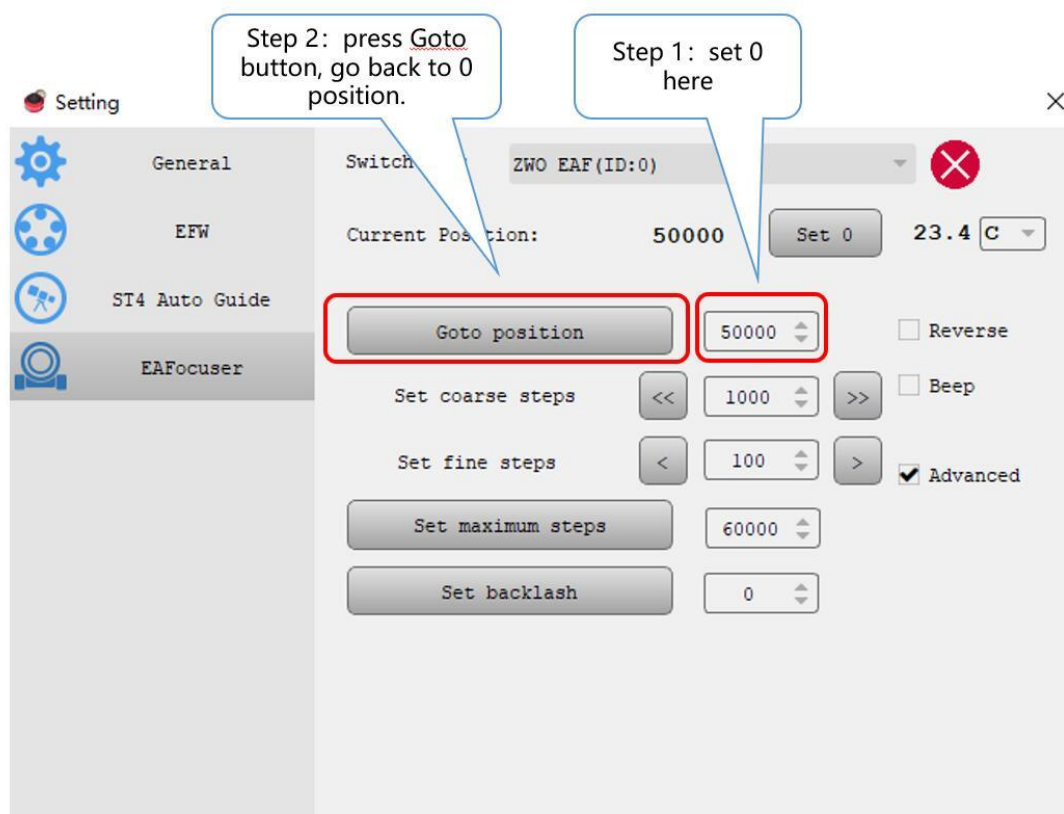 Step 2：press Goto
button, go back to 0
position.
Step 1：set 0
here
Setting
General
EFW
ST4 Auto Guide
EAFocuser
Switch
ZWO EAF(ID:0)
Current Position:
50000
Set 0
23.4
C
Goto position
50000
Reverse
Set coarse steps
<<
1000
>>
Beep
Set fine steps
<
100
>
Advanced
Set maximum steps
60000
Set backlash
0